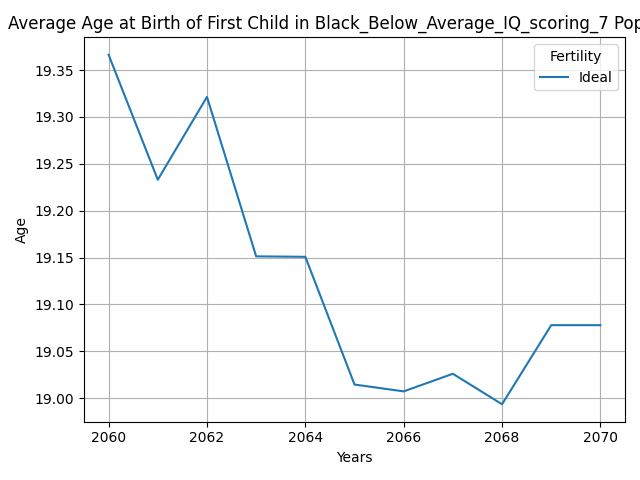 Average Age at Birth of First Child in Black_Below_Average_IQ_scoring_7 Pop
Fertility
Ideal
19.35
19.30
19.25
19.20
19.15
19.10
19.05
19.00
Age
2060 2062 2064 2066 2068 2070
Years